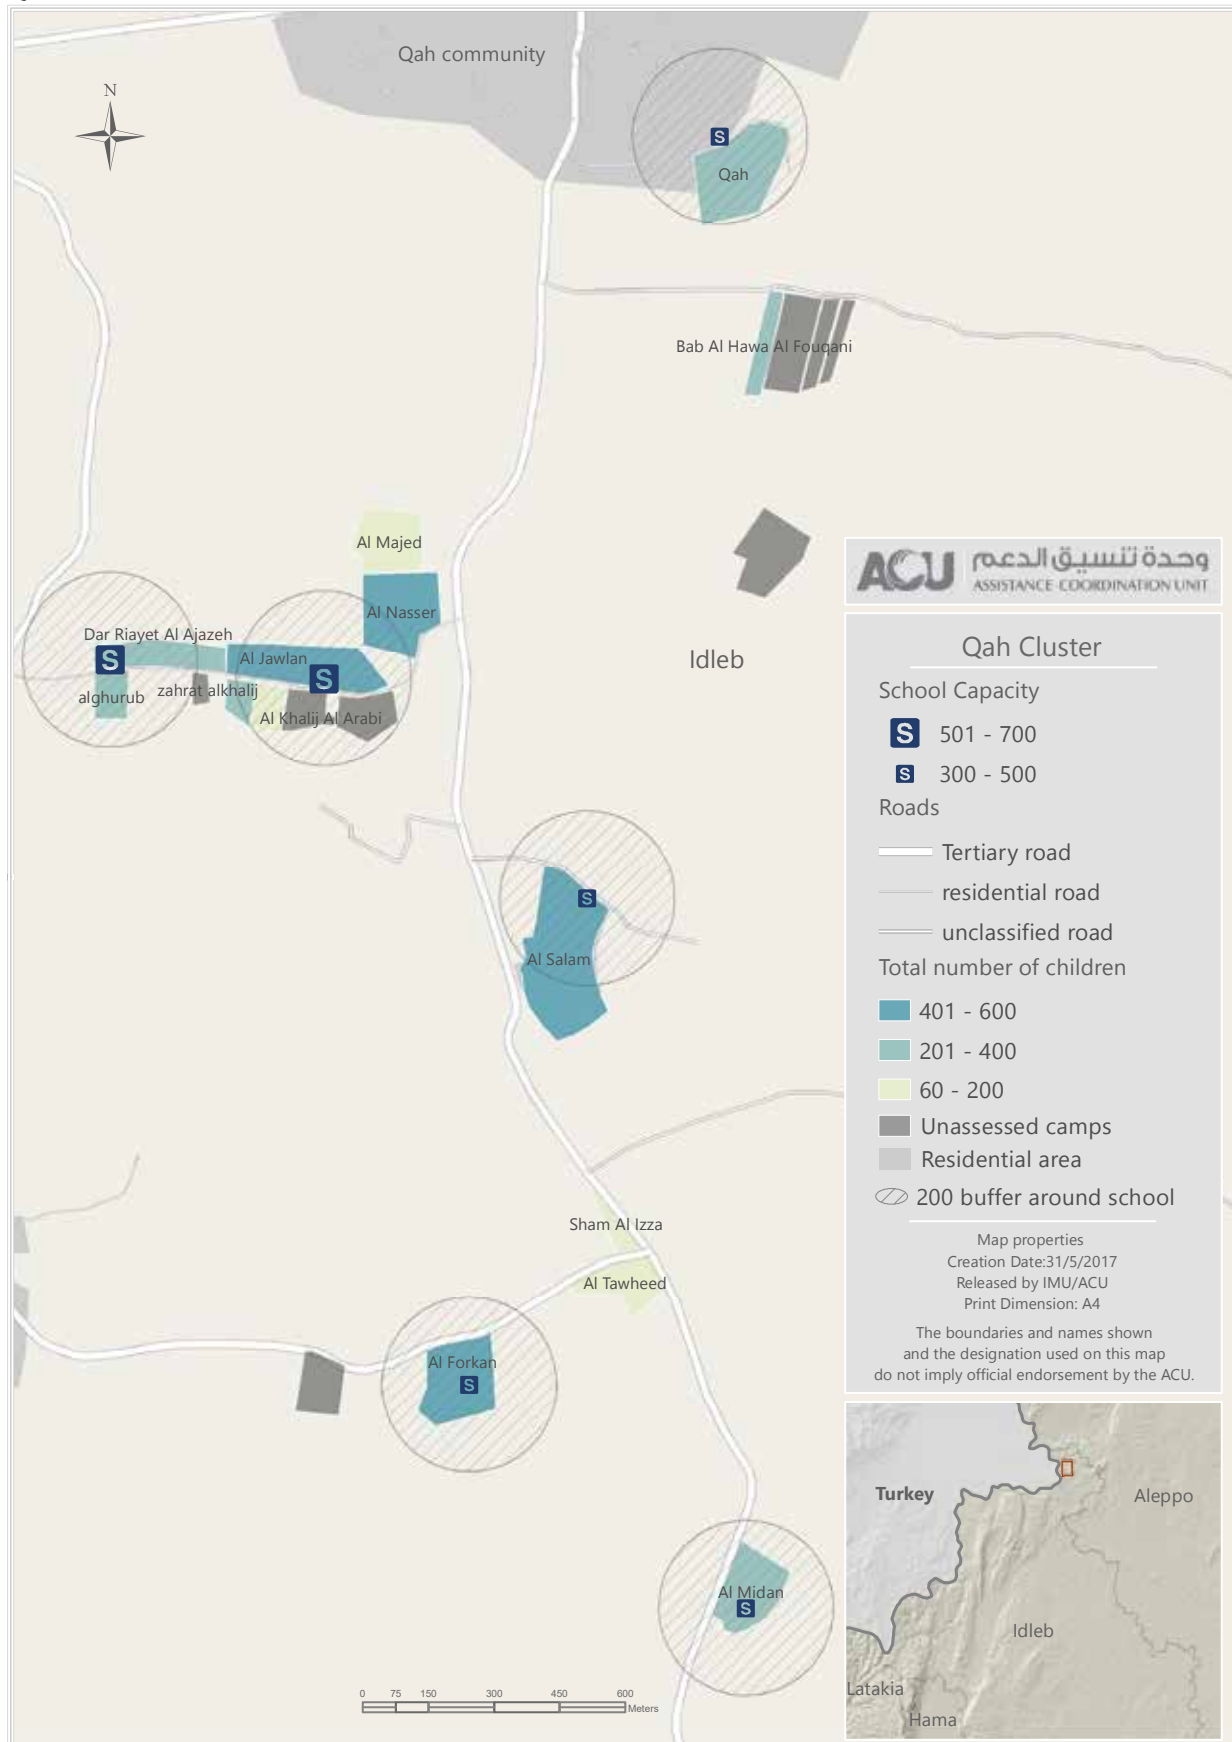 Qah community
N
S
Qah
Bab Al Hawa Al Fouqani
Al Majed
Al Nasser
Dar Riayet Al Ajazeh
S
Al Jawlan
S
alghurub
zahrat alkhalij
Al Khalij Al Arabi
Idleb
S
Al Salam
Sham Al Izza
Al Tawheed
Al Forkan
S
Al Midan
S
0 75 150 300 450 600
Meters
ACU
وحدة تنسيق الدعم
ASSISTANCE COORDINATION UNIT
Qah Cluster
School Capacity
S 501 - 700
S 300 - 500
Roads
Tertiary road
residential road
unclassified road
Total number of children
401 - 600
201 - 400
60 - 200
Unassessed camps
Residential area
200 buffer around school
Map properties
Creation Date:31/5/2017
Released by IMU/ACU
Print Dimension: A4
The boundaries and names shown
and the designation used on this map
do not imply official endorsement by the ACU.
Turkey
Aleppo
Idleb
Latakia
Hama